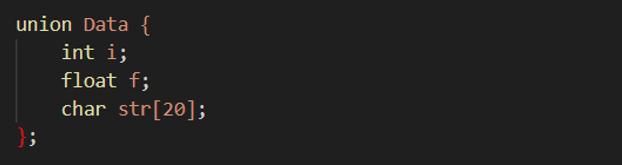 union Data {
    int i;
    float f;
    char str[20];
};